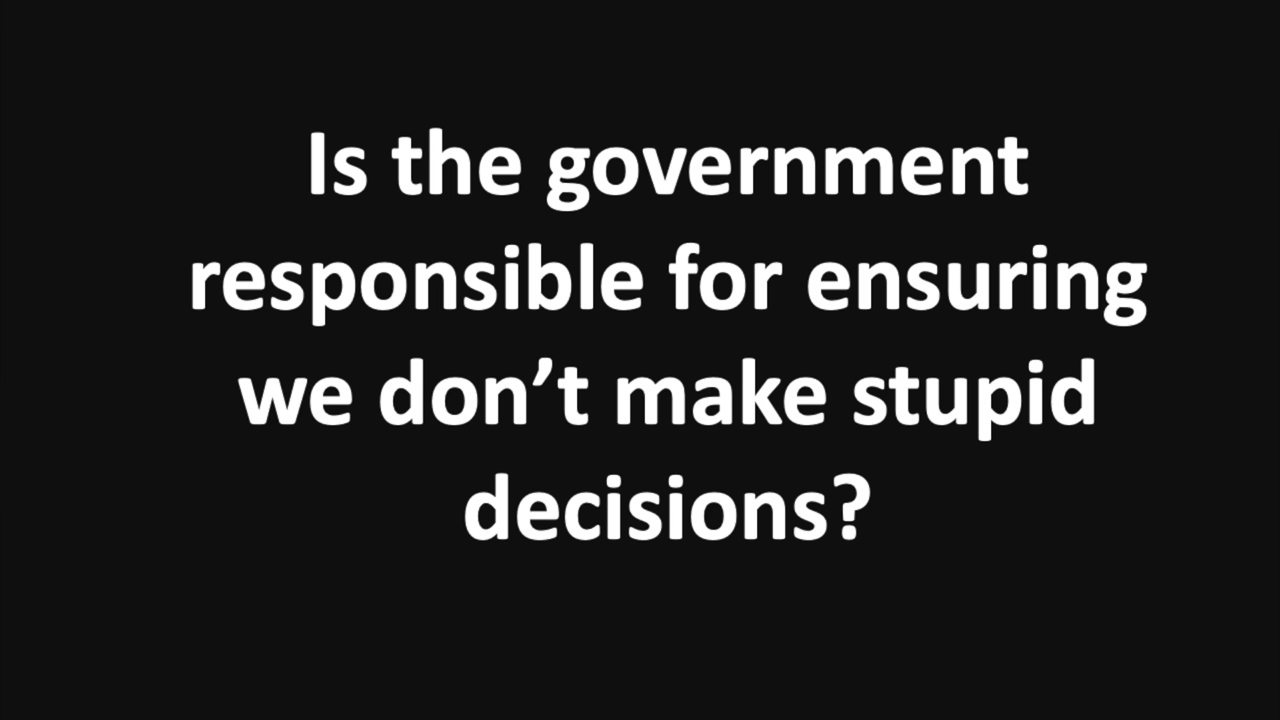 Is the government
responsible for ensuring
we don’t make stupid
decisions?